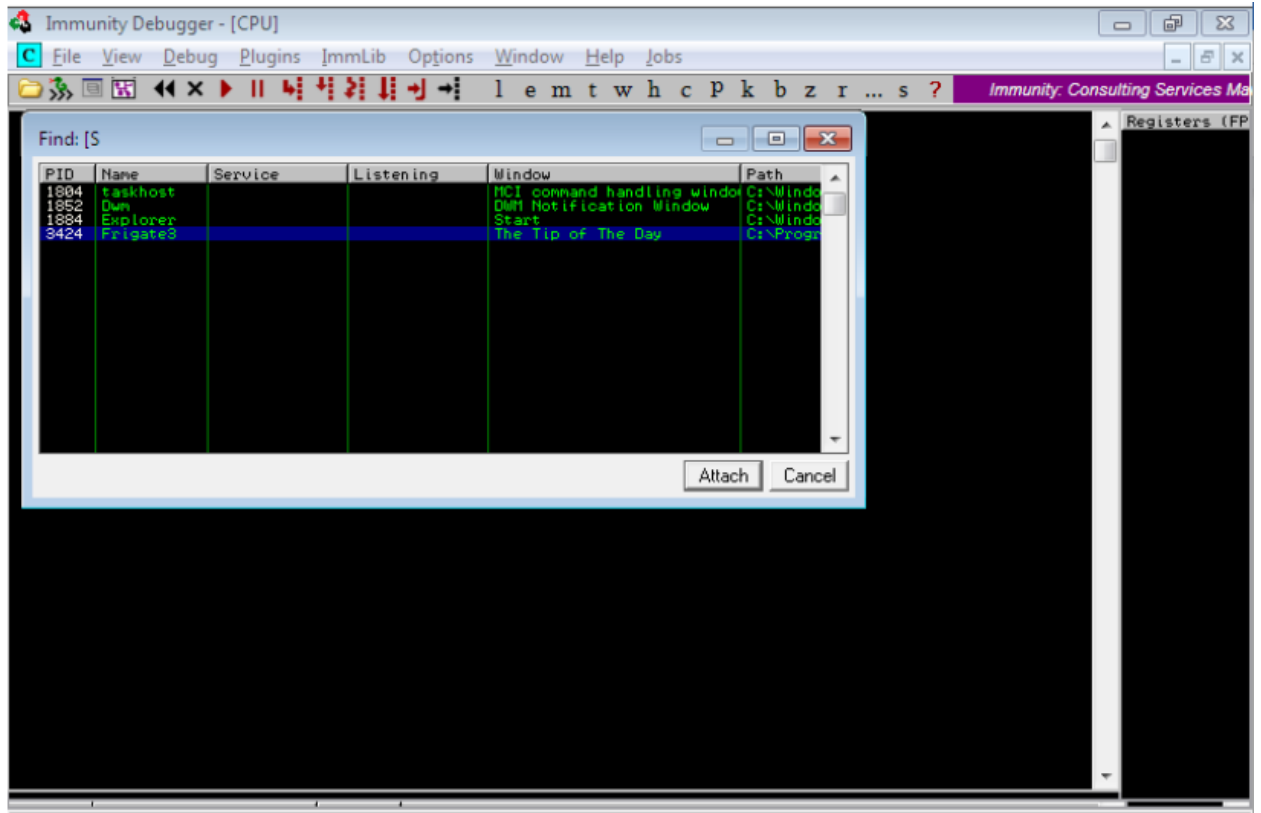 Immunity Debugger - [CPU]
C File View Debug Plugins ImmLib Options Window Help Jobs
l e m t w h c P k b z r ... s ? Immunity: Consulting Services Ma
Registers (FP
Find: [S
PID Name Service Listening Window Path
1804 taskhost MCI command handling window C:\Windo
1852 Dwm DWM Notification Window C:\Windo
1884 Explorer Start C:\Windo
3424 Frigate3 The Tip of The Day C:\Progr
Attach Cancel